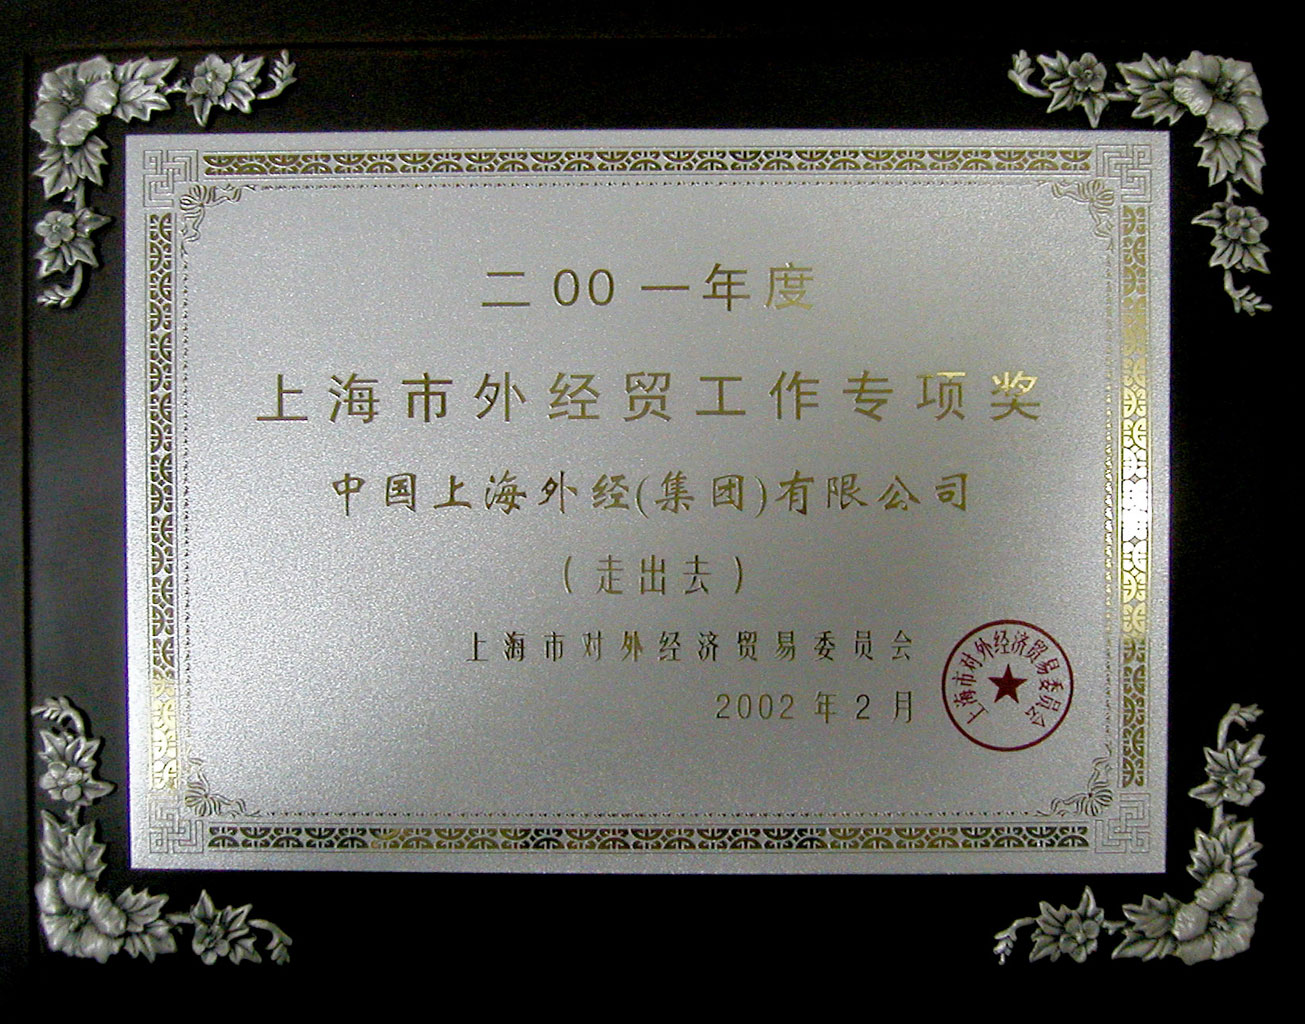 二00一年度
上海市外经贸工作专项奖
中国上海外经(集团)有限公司
(走出去)
上海市对外经济贸易委员会
2002年2月
上海市对外经济贸易委员会